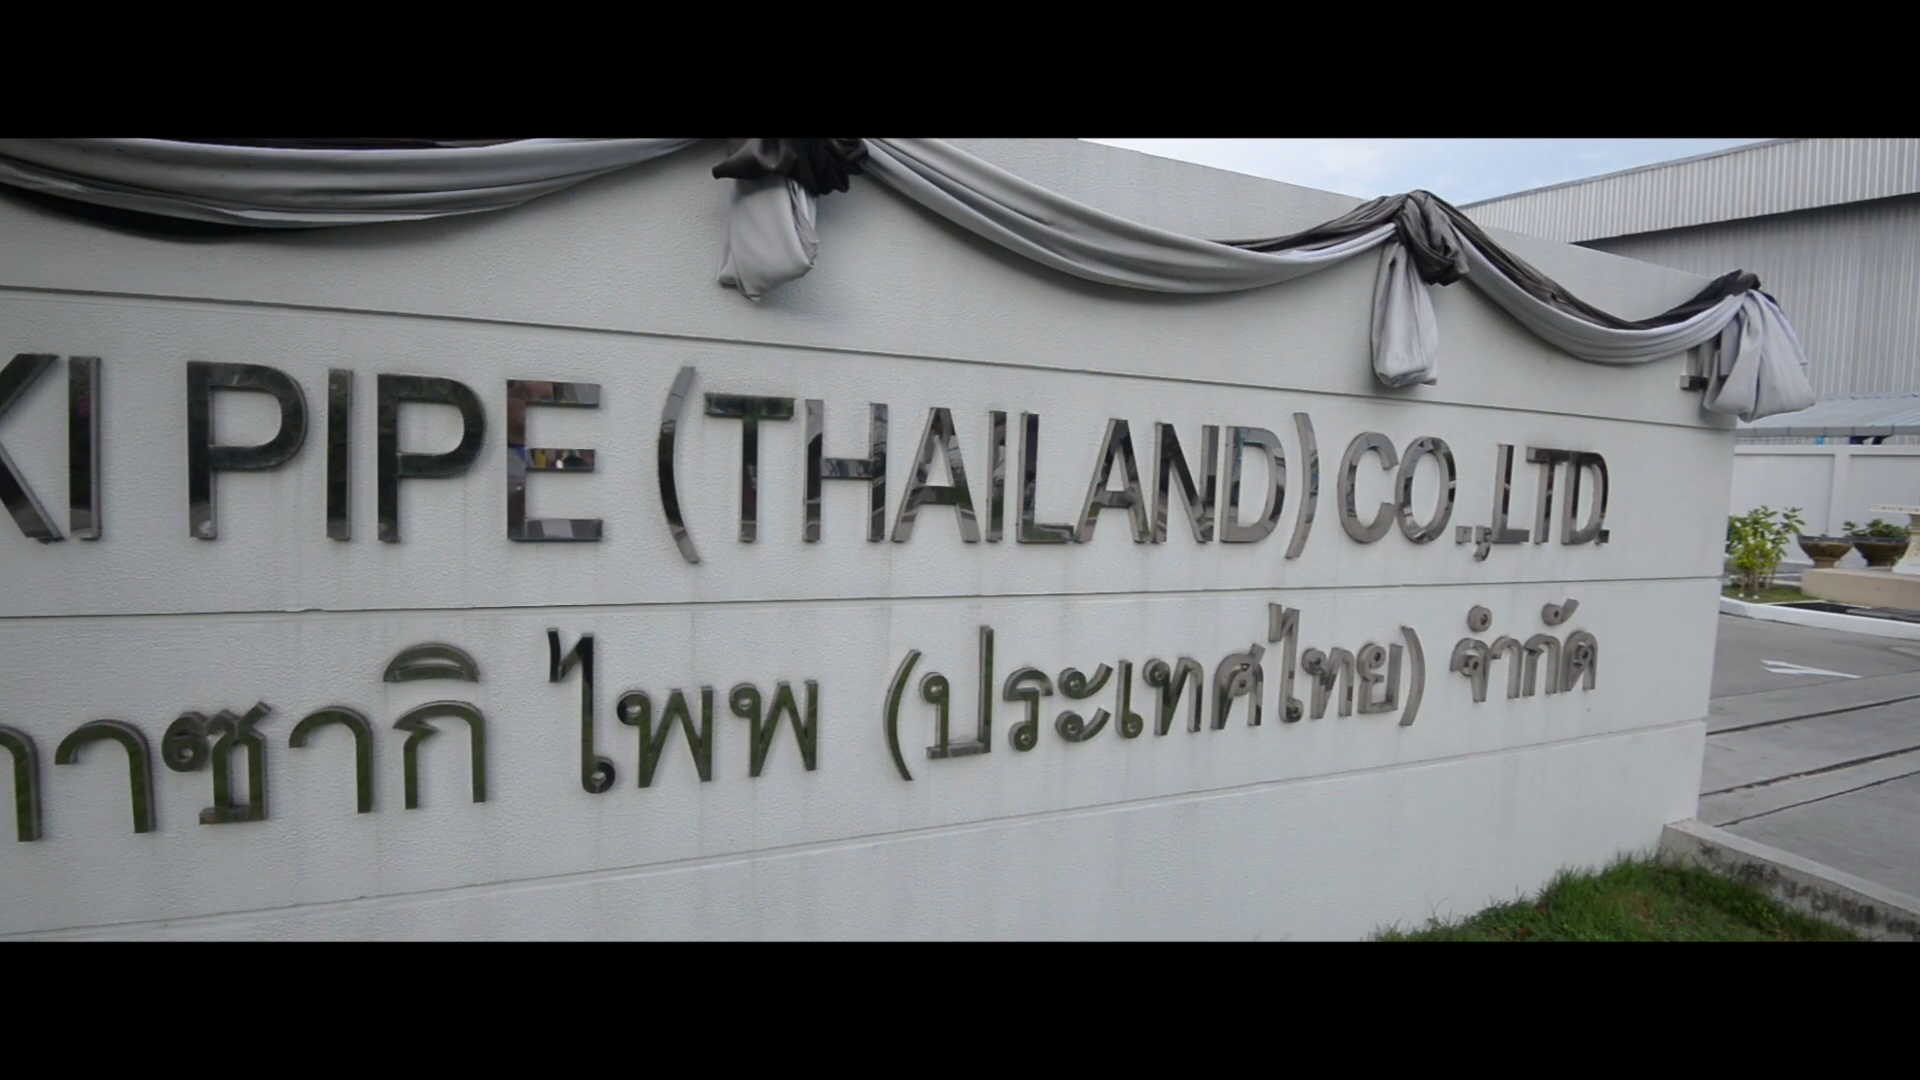 KI PIPE (THAILAND) CO.,LTD.
าาซากิ ไพพ (ประเทศไทย) จำกัด